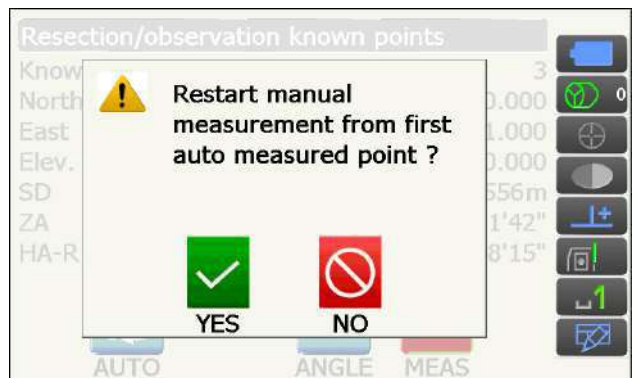 Resection/observation known points
Know 3
North 0.000
East 1.000
Elev. 0.000
SD 556m
ZA 1'42"
HA-R 8'15"
Restart manual
measurement from first
auto measured point ?
YES NO
AUTO ANGLE MEAS
0
1